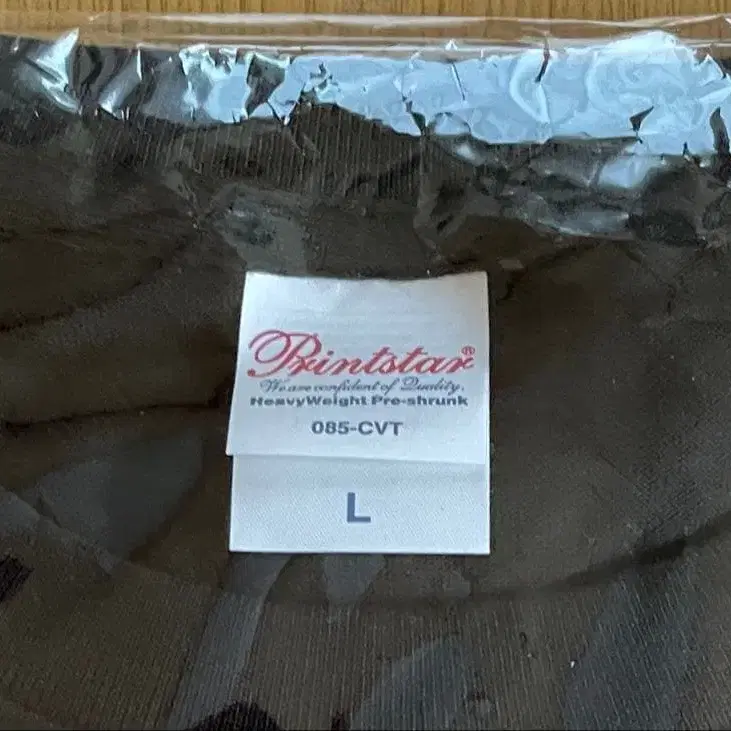 Printstar®
We are confident of Quality.
HeavyWeight Pre-shrunk
085-CVT
L